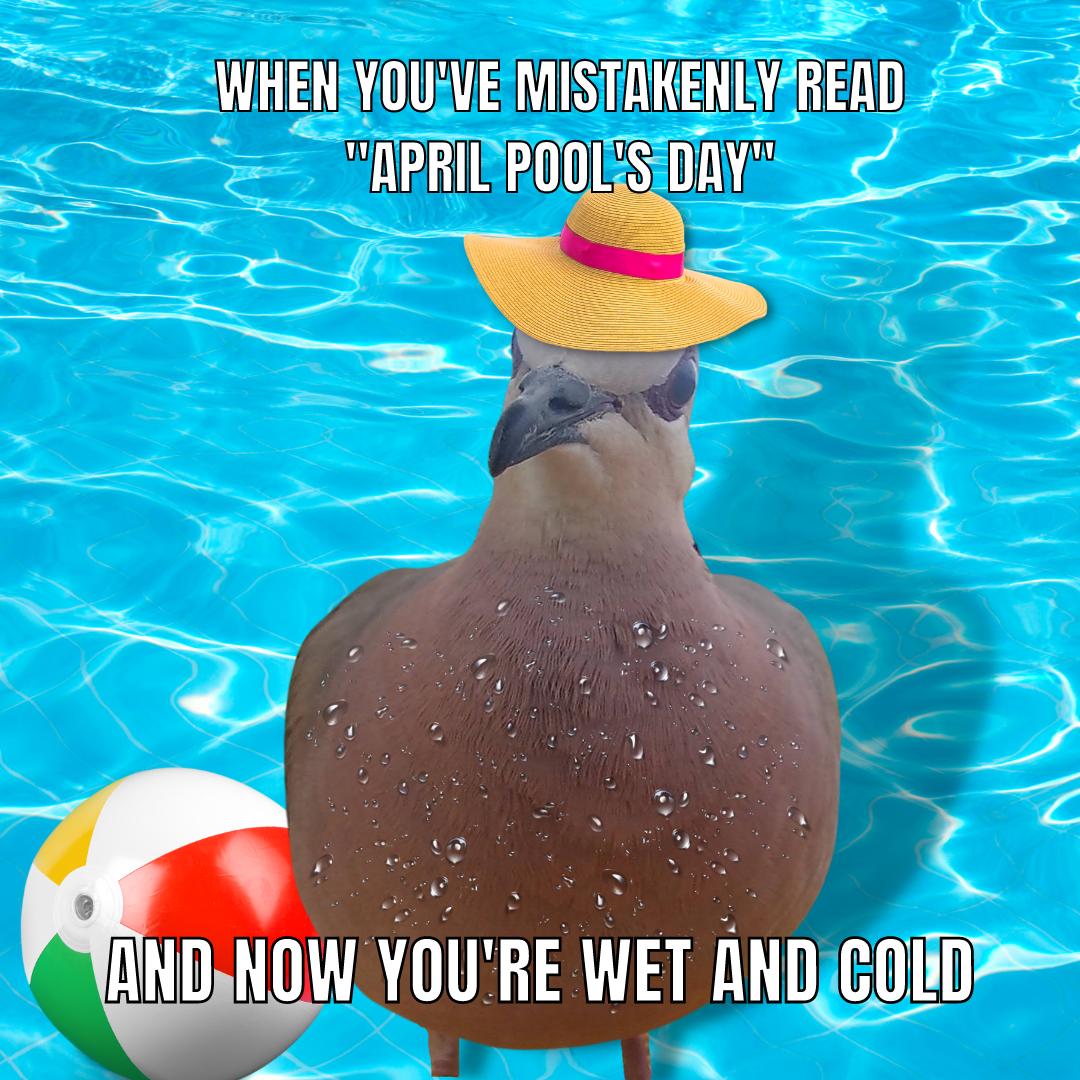 WHEN YOU'VE MISTAKENLY READ
"APRIL POOL'S DAY"
AND NOW YOU'RE WET AND COLD